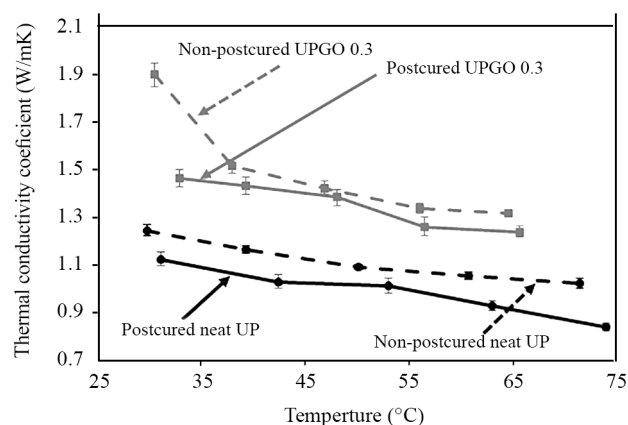 Thermal conductivity coefficient (W/mK)
2.1
1.9
1.7
1.5
1.3
1.1
0.9
0.7
Non-postcured UPGO 0.3
Postcured UPGO 0.3
Postcured neat UP
Non-postcured neat UP
25
35
45
55
65
75
Temperture (°C)